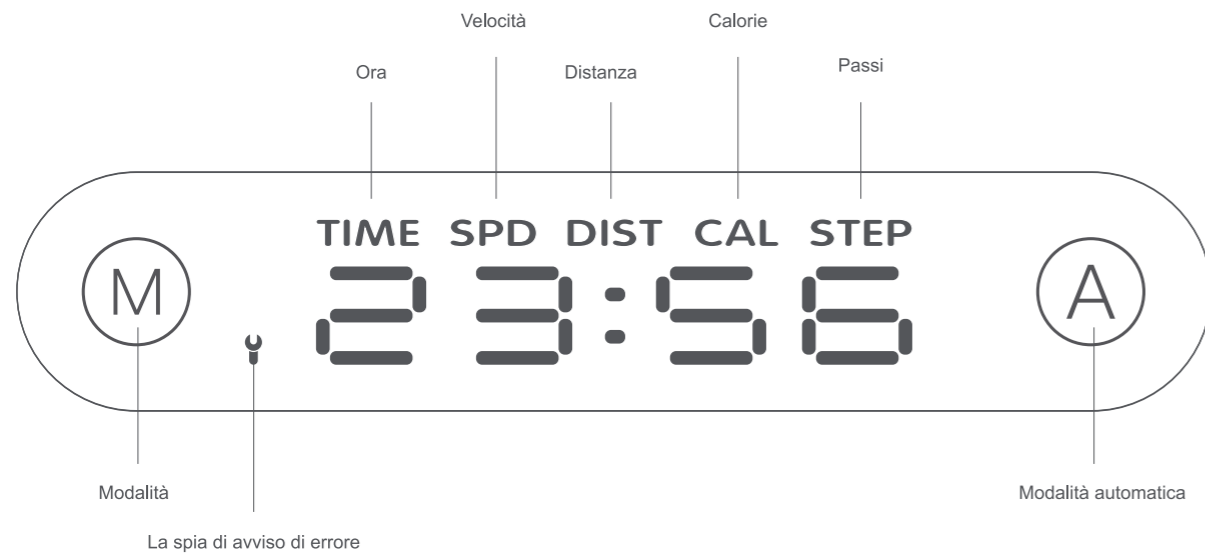 Velocità Calorie
Ora Distanza Passi
TIME SPD DIST CAL STEP
M 23:56 A
Modalità Modalità automatica
La spia di avviso di errore